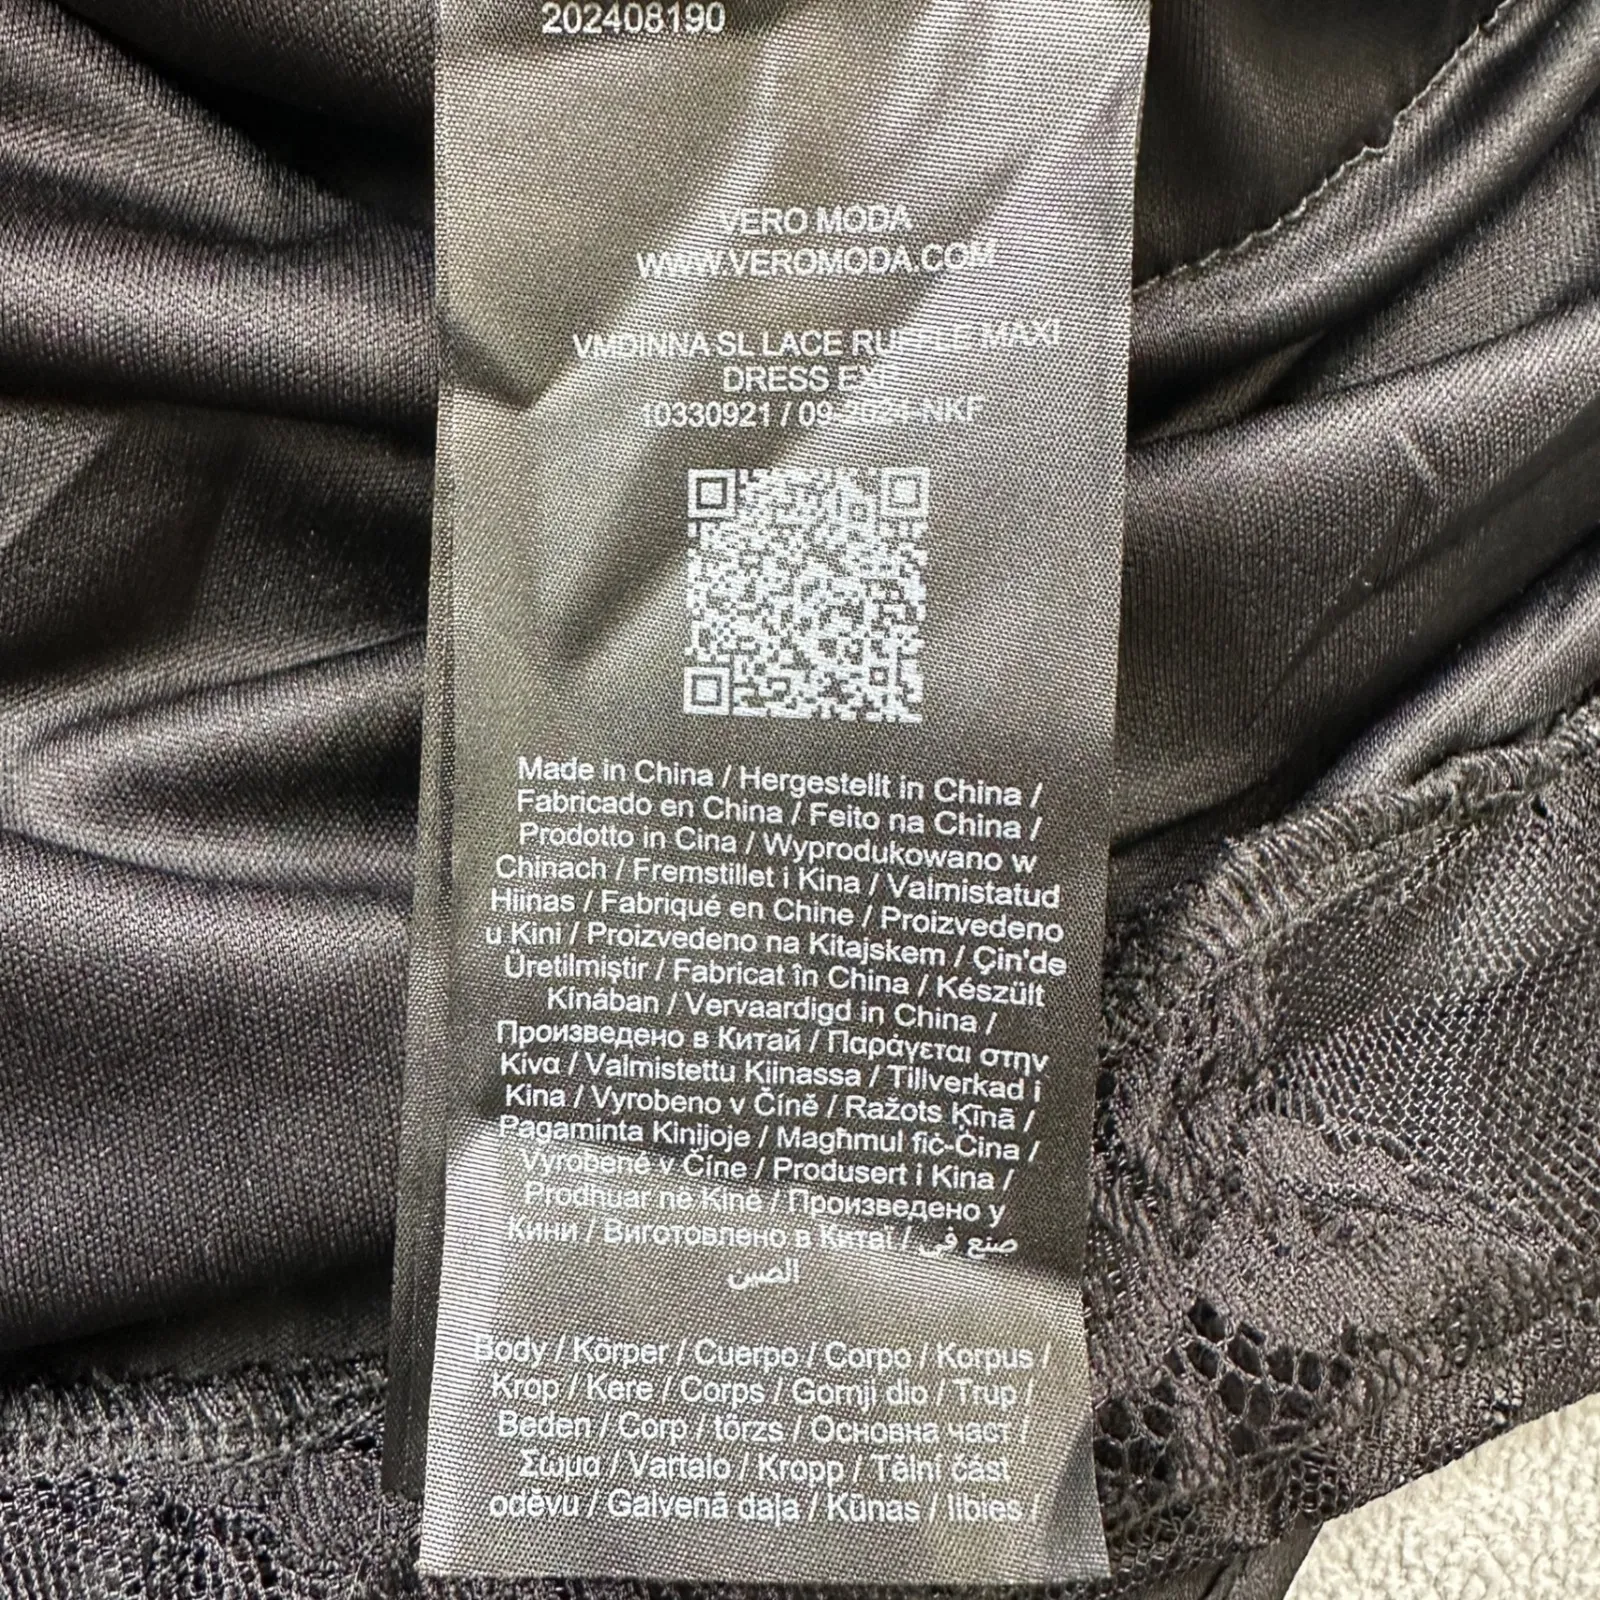 202408190
VERO MODA
WWW.VEROMODA.COM
VMDINNA SL LACE RUFFLE MAXI
DRESS EXP
10330921 / 09-2024-NKF
Made in China / Hergestellt in China /
Fabricado en China / Feito na China /
Prodotto in Cina / Wyprodukowano w
Chinach / Fremstillet i Kina / Valmistatud
Hiinas / Fabriqué en Chine / Proizvedeno
u Kini / Proizvedeno na Kitajskem / Çin'de
Üretilmiştir / Fabricat în China / Készült
Kínában / Vervaardigd in China /
Произведено в Китай / Παράγεται στην
Κίνα / Valmistettu Kiinassa / Tillverkad i
Kina / Vyrobeno v Číně / Ražots Ķīnā /
Pagaminta Kinijoje / Magħmul fiċ-Ċina /
Vyrobené v Číne / Produsert i Kina /
Prodhuar në Kinë / Произведено у
Кини / Виготовлено в Китаї / صنع في
الصين
Body / Körper / Cuerpo / Corpo / Korpus /
Krop / Kere / Corps / Gornji dio / Trup /
Beden / Corp / törzs / Основна част /
Σώμα / Vartalo / Kropp / Tělní část
oděvu / Galvenā daļa / Kūnas / libies /